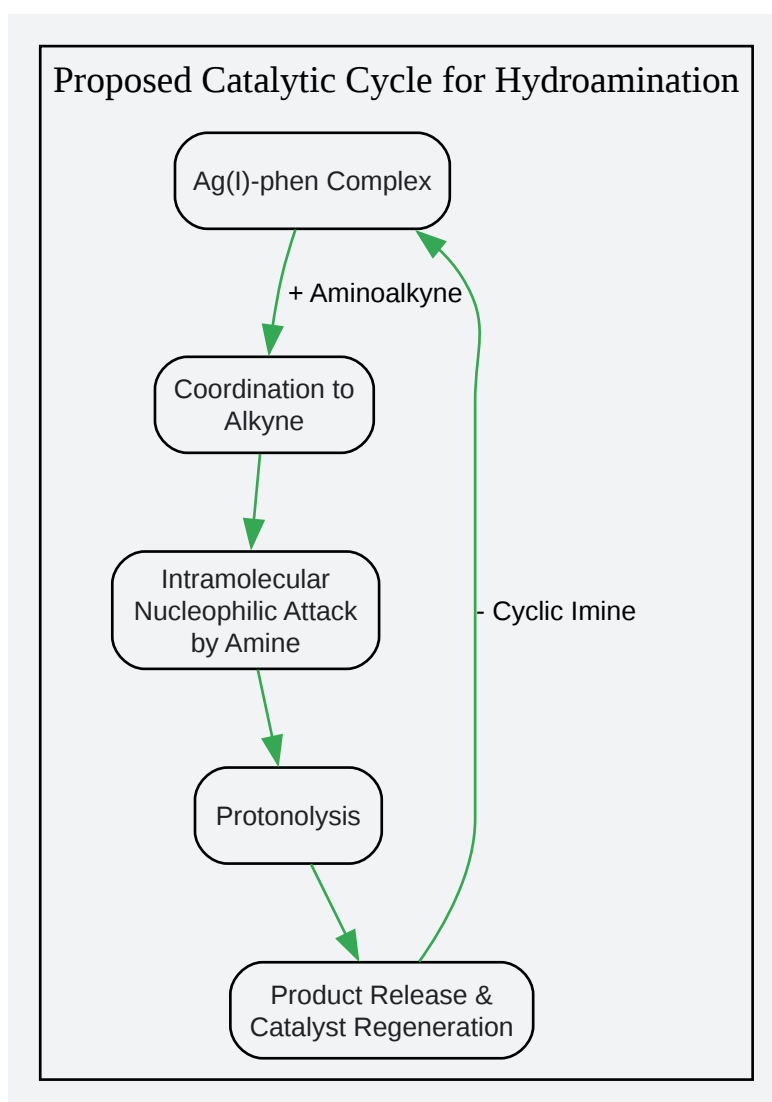 Proposed Catalytic Cycle for Hydroamination
Ag(I)-phen Complex
+ Aminoalkyne
Coordination to
Alkyne
Intramolecular
Nucleophilic Attack
by Amine
- Cyclic Imine
Protonolysis
Product Release &
Catalyst Regeneration